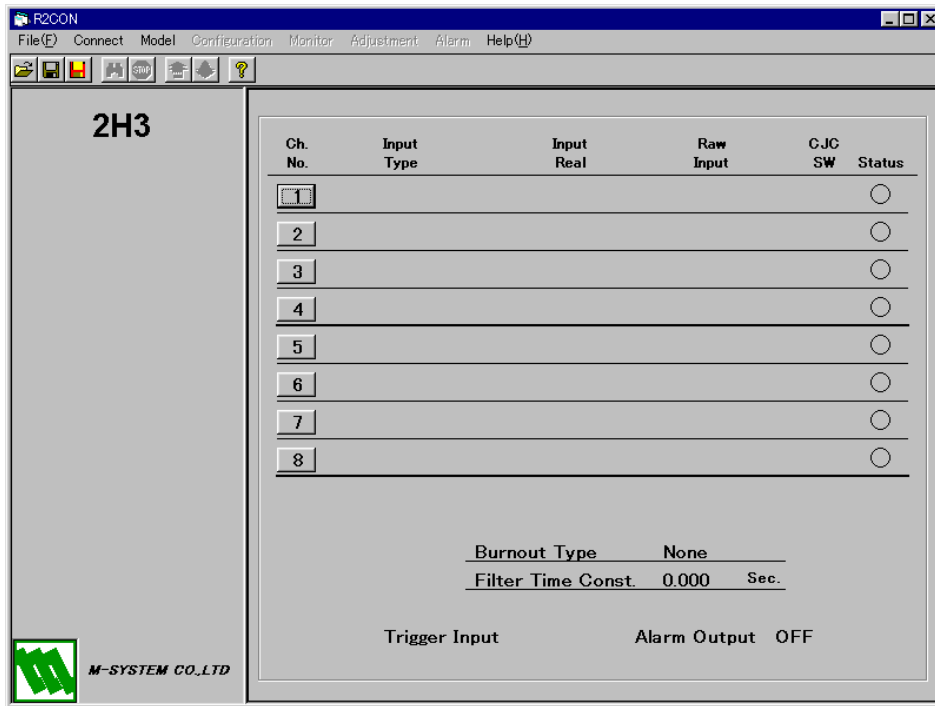 R2CON
File(F) Connect Model Configuration Monitor Adjustment Alarm Help(H)
STOP ?
2H3
Ch. Input Input Raw CJC
No. Type Real Input SW Status
1
2
3
4
5
6
7
8
Burnout Type None
Filter Time Const. 0.000 Sec.
Trigger Input Alarm Output OFF
M-SYSTEM CO.,LTD